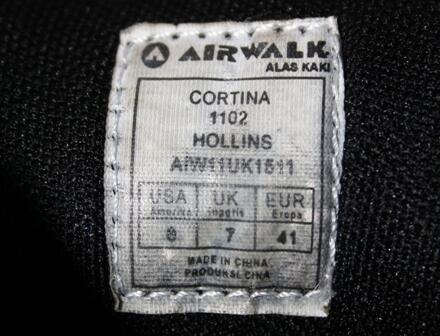 AIRWALK
ALAS KAKI
CORTINA
1102
HOLLINS
AIW11UK1511
USA UK EUR
Amerika Inggris Eropa
8 7 41
MADE IN CHINA
PRODUKSI CINA